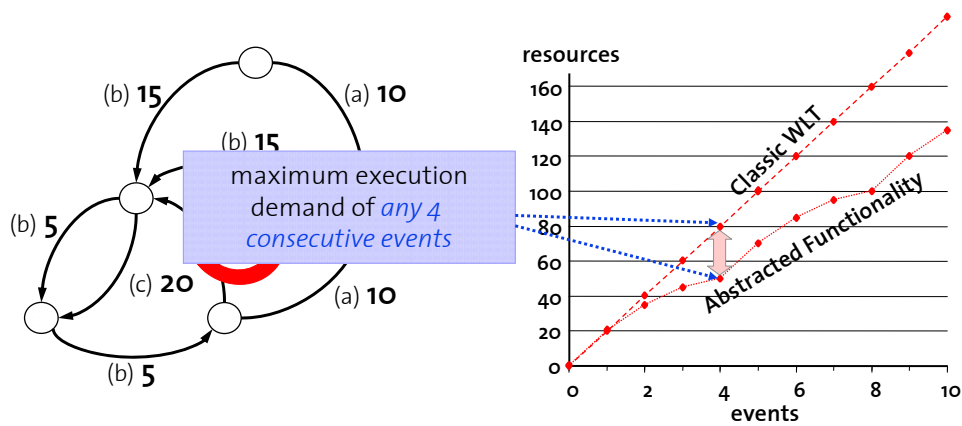 (b) 15
(a) 10
(b) 15
maximum execution
demand of any 4
consecutive events
(b) 5
(c) 20
(a) 10
(b) 5
resources
160
140
120
100
80
60
40
20
0
0 2 4 6 8 10
events
Classic WLT
Abstracted Functionality